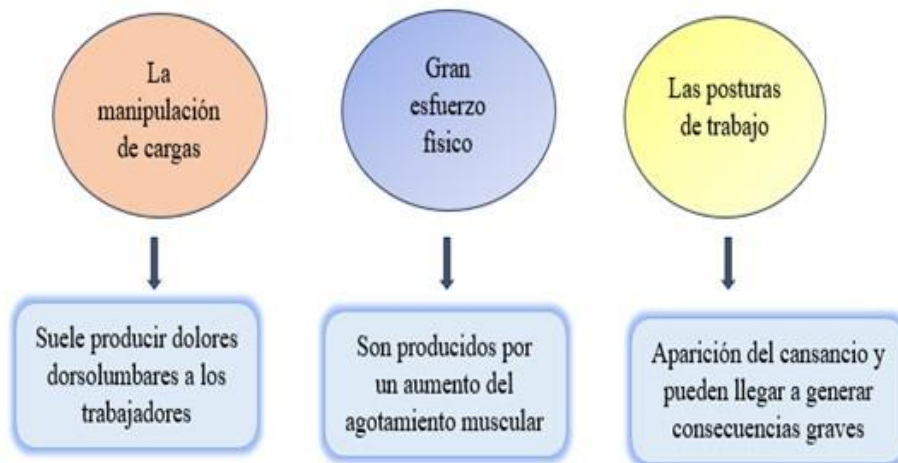 La
manipulación
de cargas
Gran
esfuerzo
fisico
Las posturas
de trabajo
Suele producir dolores
dorsolumbares a los
trabajadores
Son producidos por
un aumento del
agotamiento muscular
Aparición del cansancio y
pueden llegar a generar
consecuencias graves